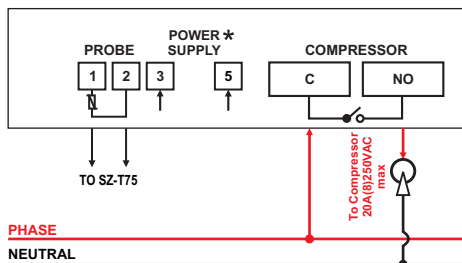 POWER *
SUPPLY
PROBE
COMPRESSOR
1
2
3
5
C
NO
TO SZ-T75
To Compressor
20A(8)250VAC
max
PHASE
NEUTRAL